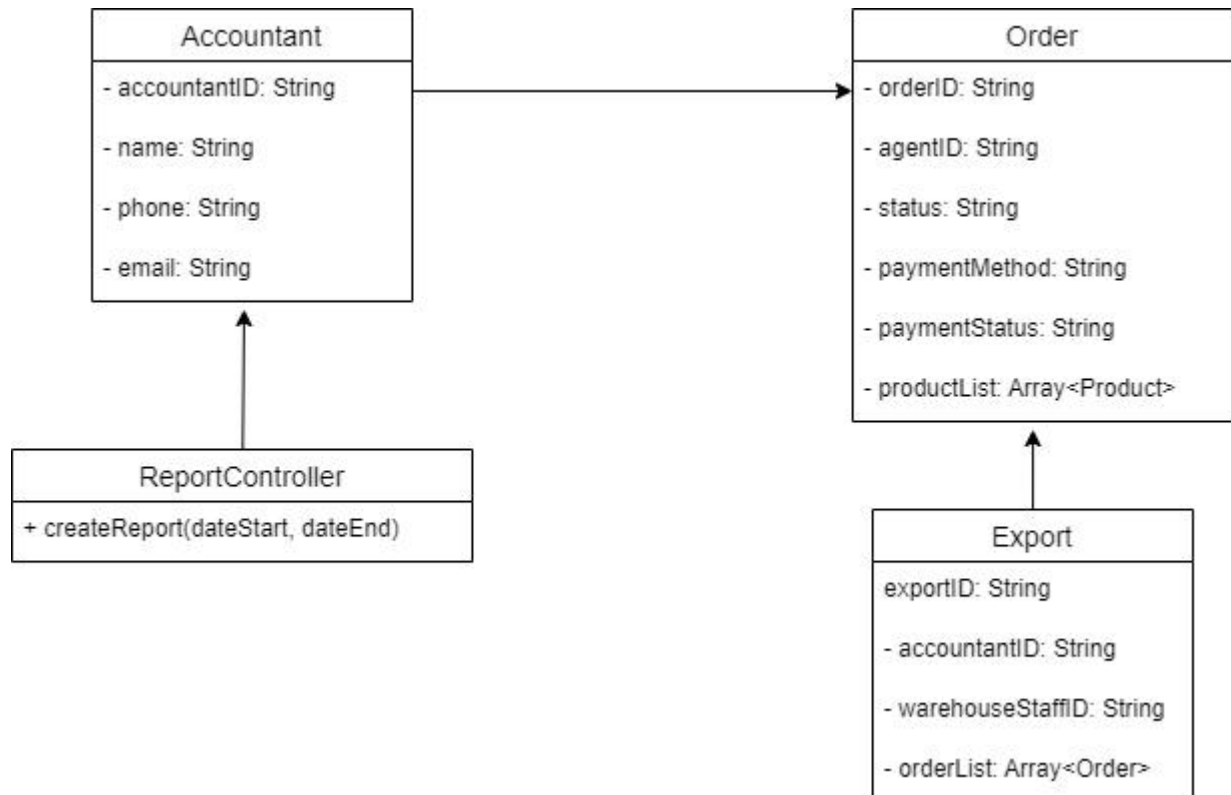 Accountant
- accountantID: String
- name: String
- phone: String
- email: String
Order
- orderID: String
- agentID: String
- status: String
- paymentMethod: String
- paymentStatus: String
- productList: Array<Product>
ReportController
+ createReport(dateStart, dateEnd)
Export
exportID: String
- accountantID: String
- warehouseStaffID: String
- orderList: Array<Order>